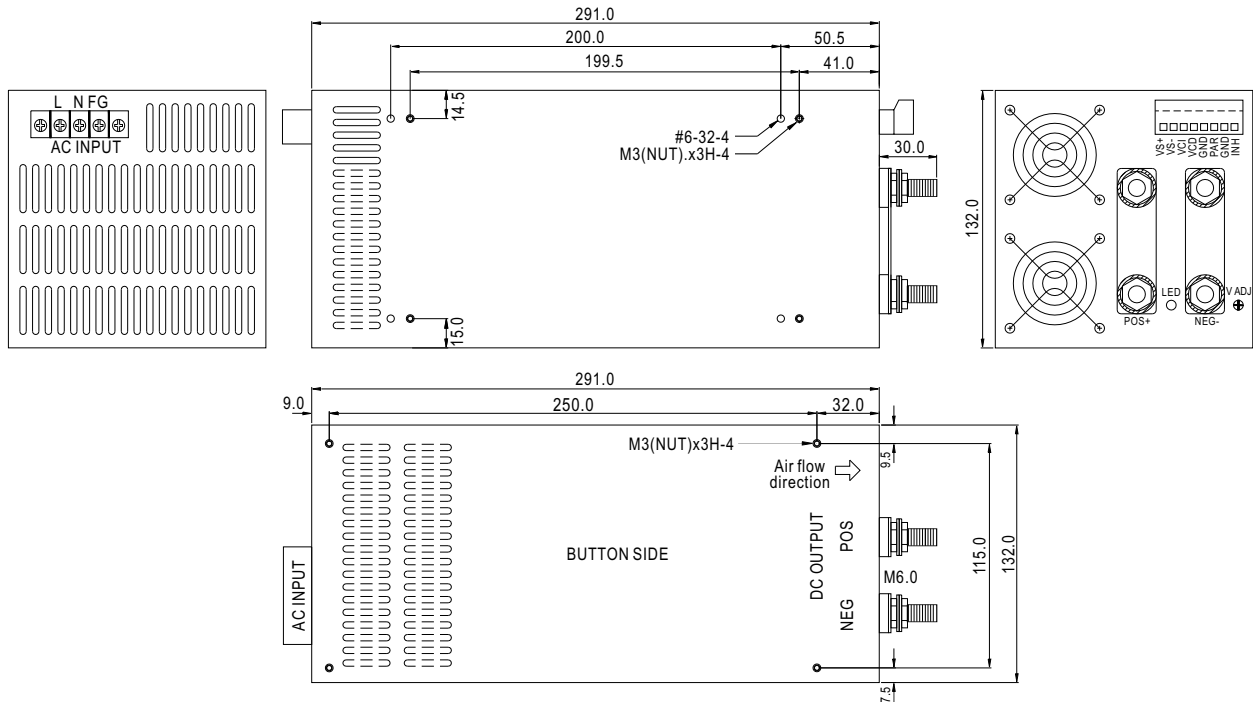 291.0
200.0
50.5
199.5
41.0
14.5
L N FG
AC INPUT
#6-32-4
M3(NUT).x3H-4
30.0
15.0
132.0
VS+
VS-
VCI
VCD
GND
PAR
GND
INH
LED
V ADJ
POS+
NEG-
291.0
9.0
250.0
32.0
M3(NUT)x3H-4
9.5
Air flow
direction
AC INPUT
BUTTON SIDE
DC OUTPUT
POS
NEG
M6.0
115.0
132.0
7.5